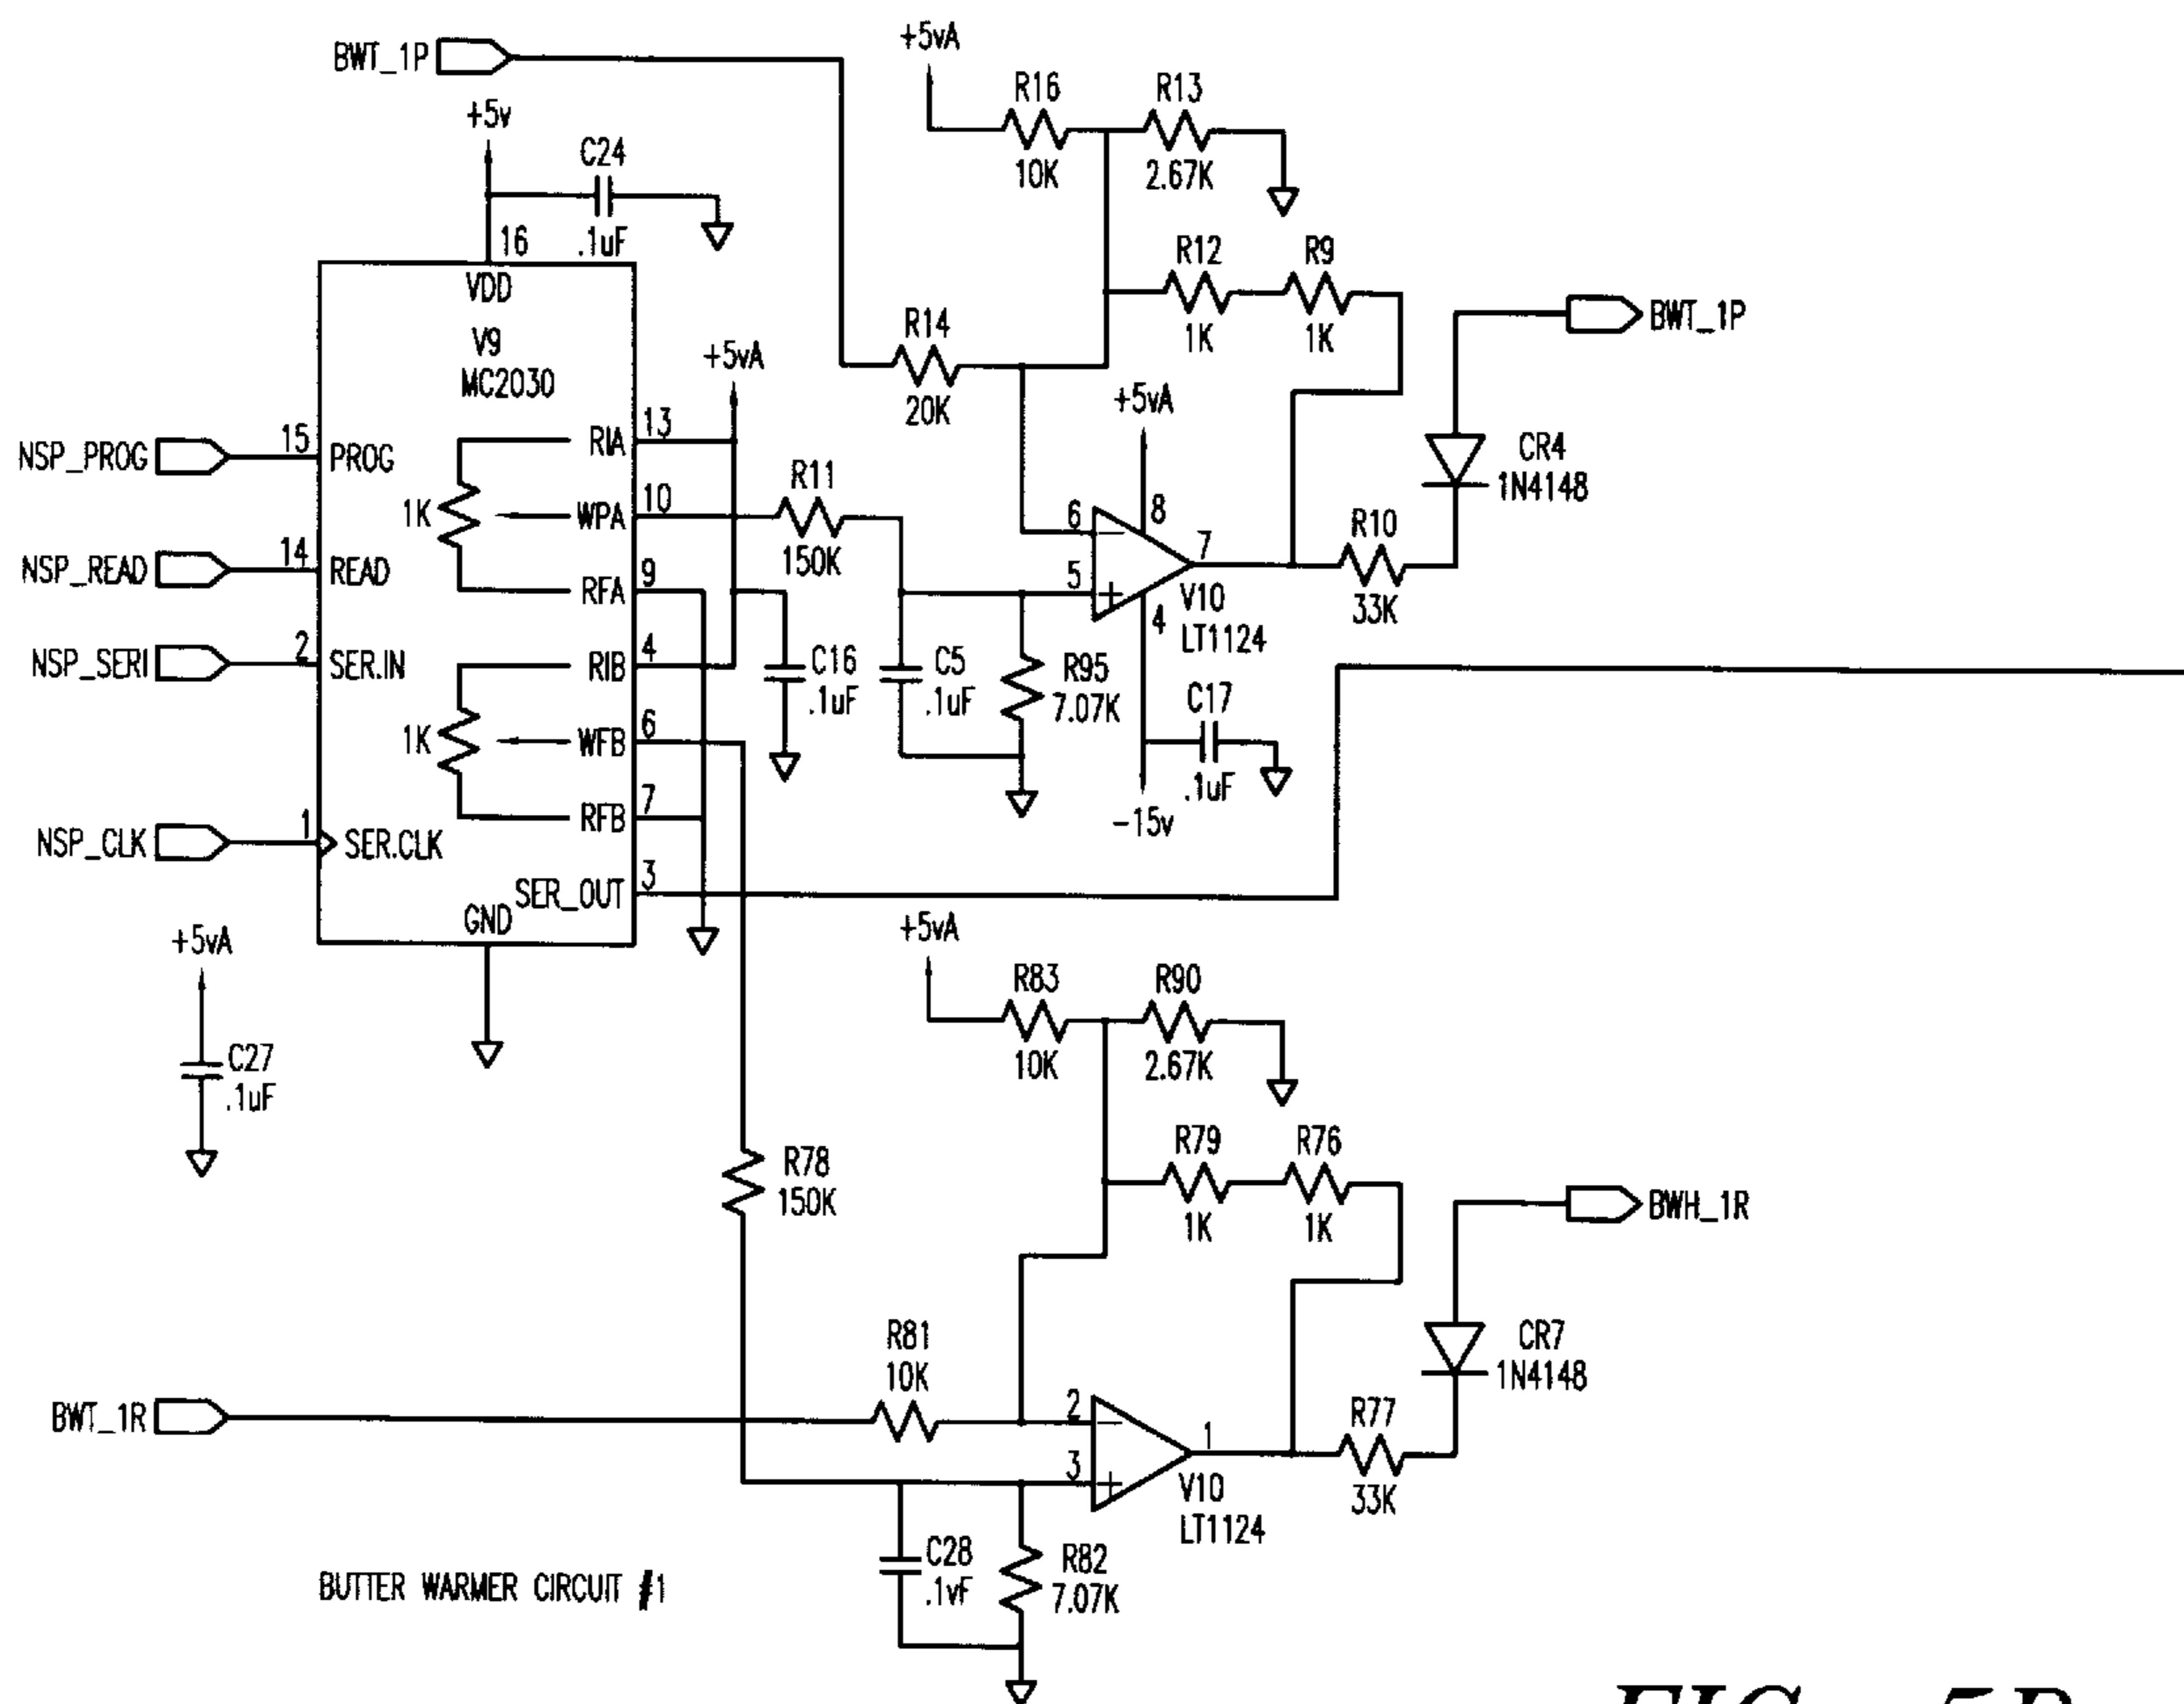 BWT_1P
+5v
C24
.1uF
16
VDD
V9
MC2030
NSP_PROG
15
PROG
NSP_READ
14
READ
NSP_SERI
2
SER.IN
NSP_CLK
1
SER.CLK
1K
RIA
13
WPA
10
RFA
9
1K
RIB
4
WFB
6
RFB
7
SER_OUT
3
GND
+5vA
+5vA
C27
.1uF
+5vA
R16
10K
R13
2.67K
R12
1K
R9
1K
R14
20K
R11
150K
C16
.1uF
C5
.1uF
R95
7.07K
+5vA
6
5
8
7
4
V10
LT1124
C17
.1uF
-15v
R10
33K
CR4
1N4148
BWT_1P
+5vA
R83
10K
R90
2.67K
R79
1K
R76
1K
R78
150K
BWT_1R
R81
10K
2
3
1
V10
LT1124
C28
.1vF
R82
7.07K
R77
33K
CR7
1N4148
BWH_1R
BUTTER WARMER CIRCUIT #1